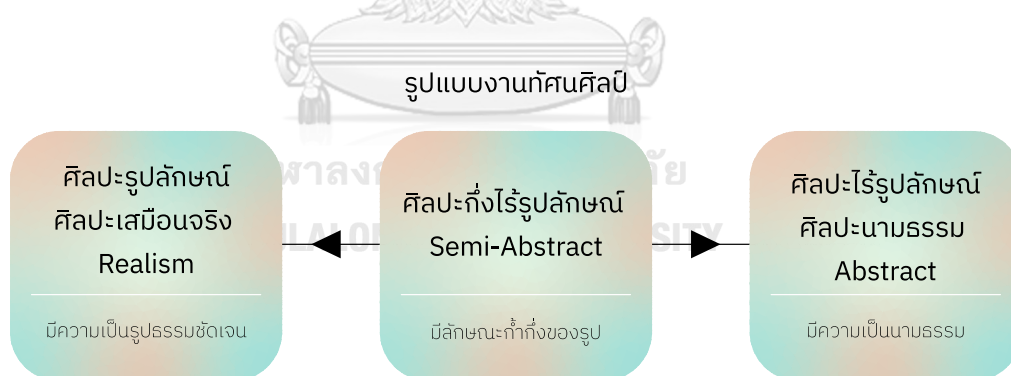 รูปแบบงานทัศนศิลป์
ศิลปะรูปลักษณ์
ศิลปะเสมือนจริง
Realism
มีความเป็นรูปธรรมชัดเจน
ศิลปะกึ่งไร้รูปลักษณ์
Semi-Abstract
มีลักษณะก้ำกึ่งของรูป
ศิลปะไร้รูปลักษณ์
ศิลปะนามธรรม
Abstract
มีความเป็นนามธรรม